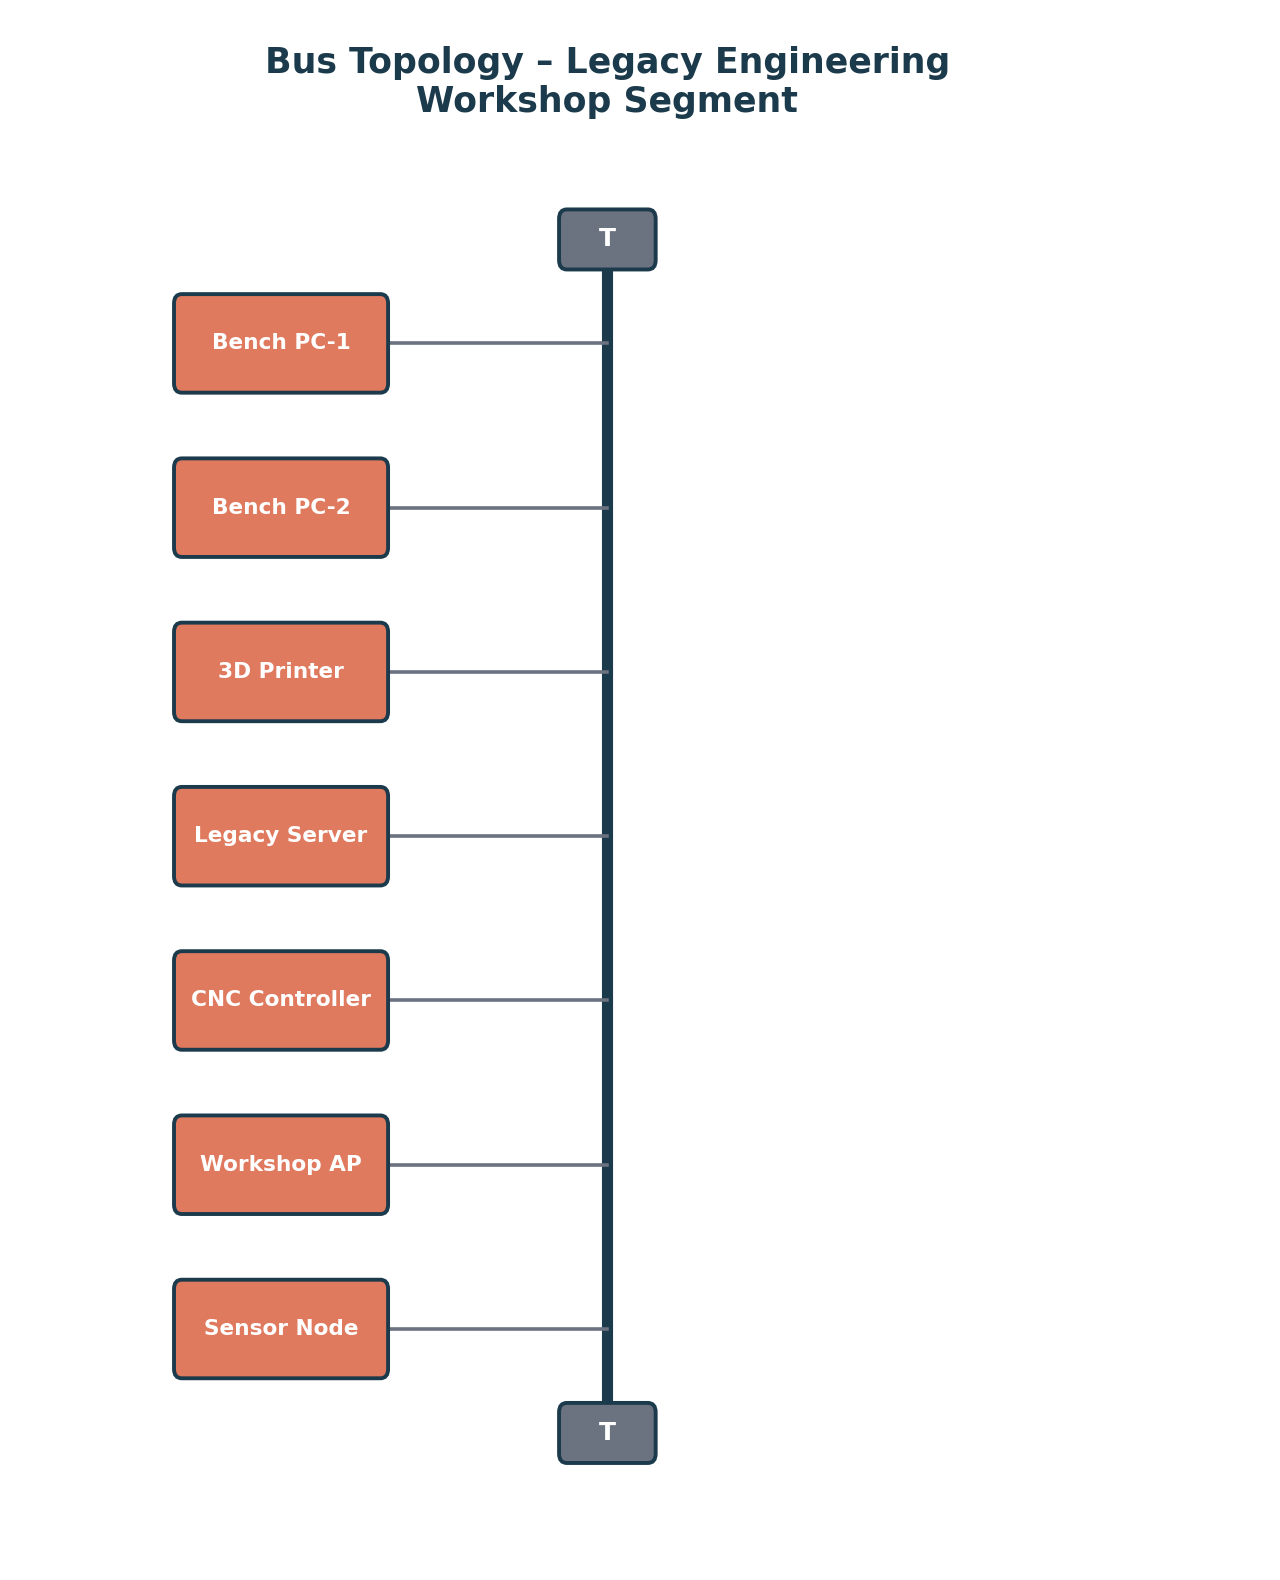 Bus Topology – Legacy Engineering
Workshop Segment
T
Bench PC-1
Bench PC-2
3D Printer
Legacy Server
CNC Controller
Workshop AP
Sensor Node
T